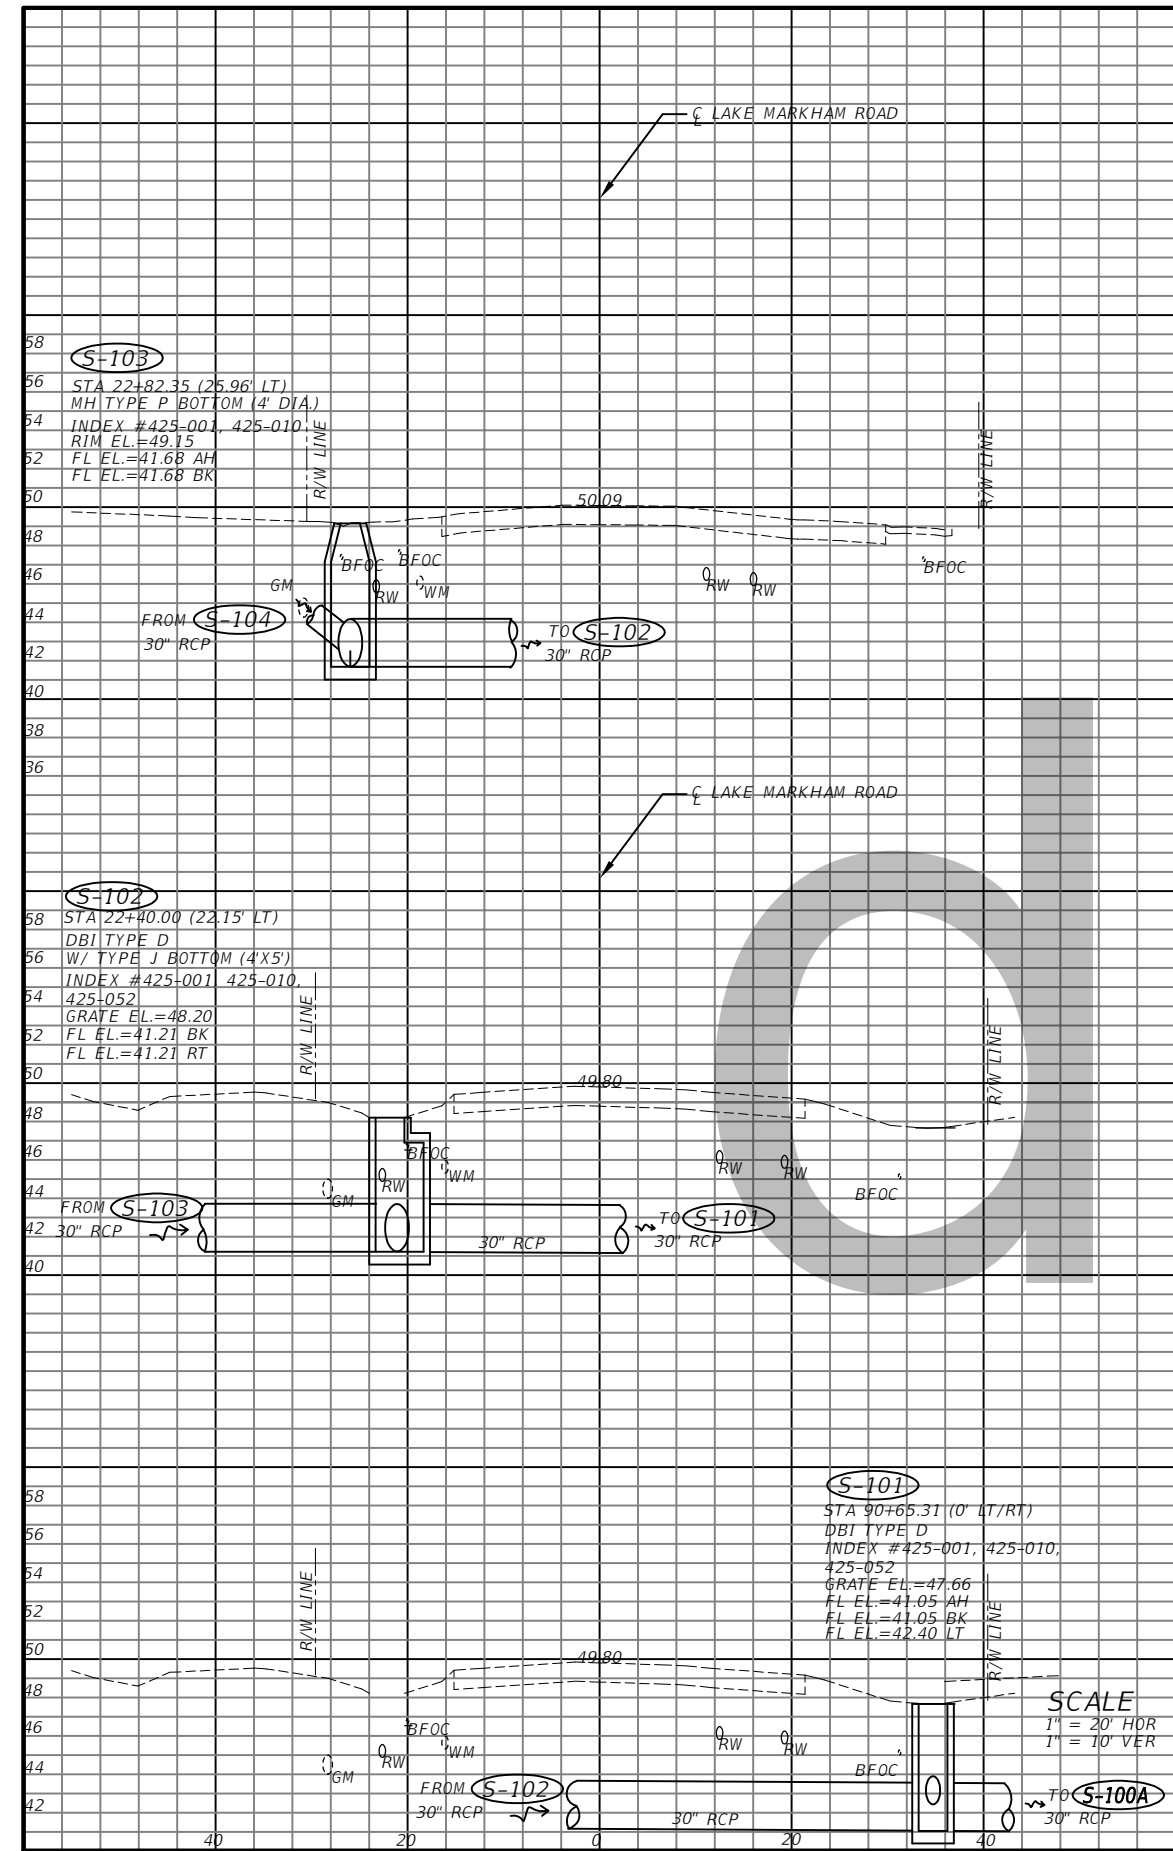 ℄ LAKE MARKHAM ROAD
58
S-103
56
STA 22+82.35 (25.96' LT)
MH TYPE P BOTTOM (4' DIA.)
54
INDEX #425-001, 425-010
RIM EL.=49.15
52
FL EL.=41.68 AH
FL EL.=41.68 BK
R/W LINE
R/W LINE
50
50.09
48
BFOC
BFOC
BFOC
46
GM
RW
WM
RW
RW
44
FROM S-104
30" RCP
TO S-102
30" RCP
42
40
38
36
℄ LAKE MARKHAM ROAD
d
S-102
58
STA 22+40.00 (22.15' LT)
DBI TYPE D
56
W/ TYPE J BOTTOM (4'X5')
INDEX #425-001, 425-010,
54
425-052
GRATE EL.=48.20
52
FL EL.=41.21 BK
FL EL.=41.21 RT
R/W LINE
R/W LINE
50
49.80
48
46
BFOC
WM
RW
RW
44
GM
RW
BFOC
FROM S-103
30" RCP
42
30" RCP
TO S-101
30" RCP
40
S-101
58
STA 90+65.31 (0' LT/RT)
56
DBI TYPE D
INDEX #425-001, 425-010,
54
425-052
GRATE EL.=47.66
52
FL EL.=41.05 AH
FL EL.=41.05 BK
FL EL.=42.40 LT
R/W LINE
R/W LINE
50
49.80
48
SCALE
1" = 20' HOR
1" = 10' VER
46
BFOC
WM
RW
RW
44
GM
RW
BFOC
FROM S-102
30" RCP
42
30" RCP
TO S-100A
30" RCP
40
20
0
20
40